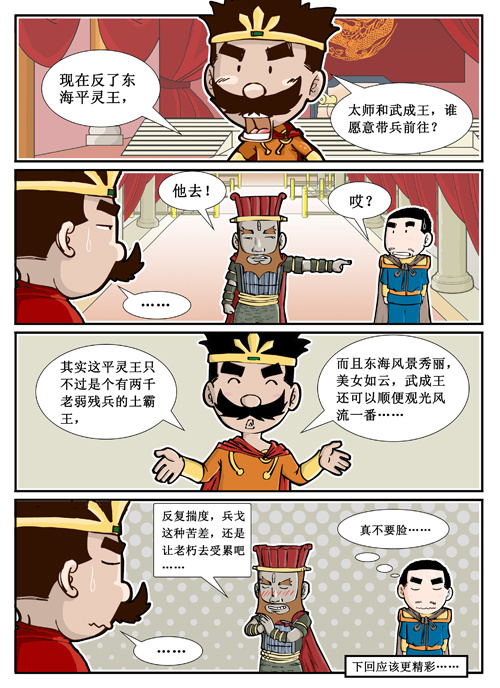 现在反了东
海平灵王，
太师和武成王，谁
愿意带兵前往？
他去！
哎？
……
其实这平灵王只
不过是个有两千
老弱残兵的土霸
王，
而且东海风景秀丽，
美女如云，武成王
还可以顺便观光风
流一番……
反复揣度，兵戈
这种苦差，还是
让老朽去受累吧
……
真不要脸……
……
下回应该更精彩……